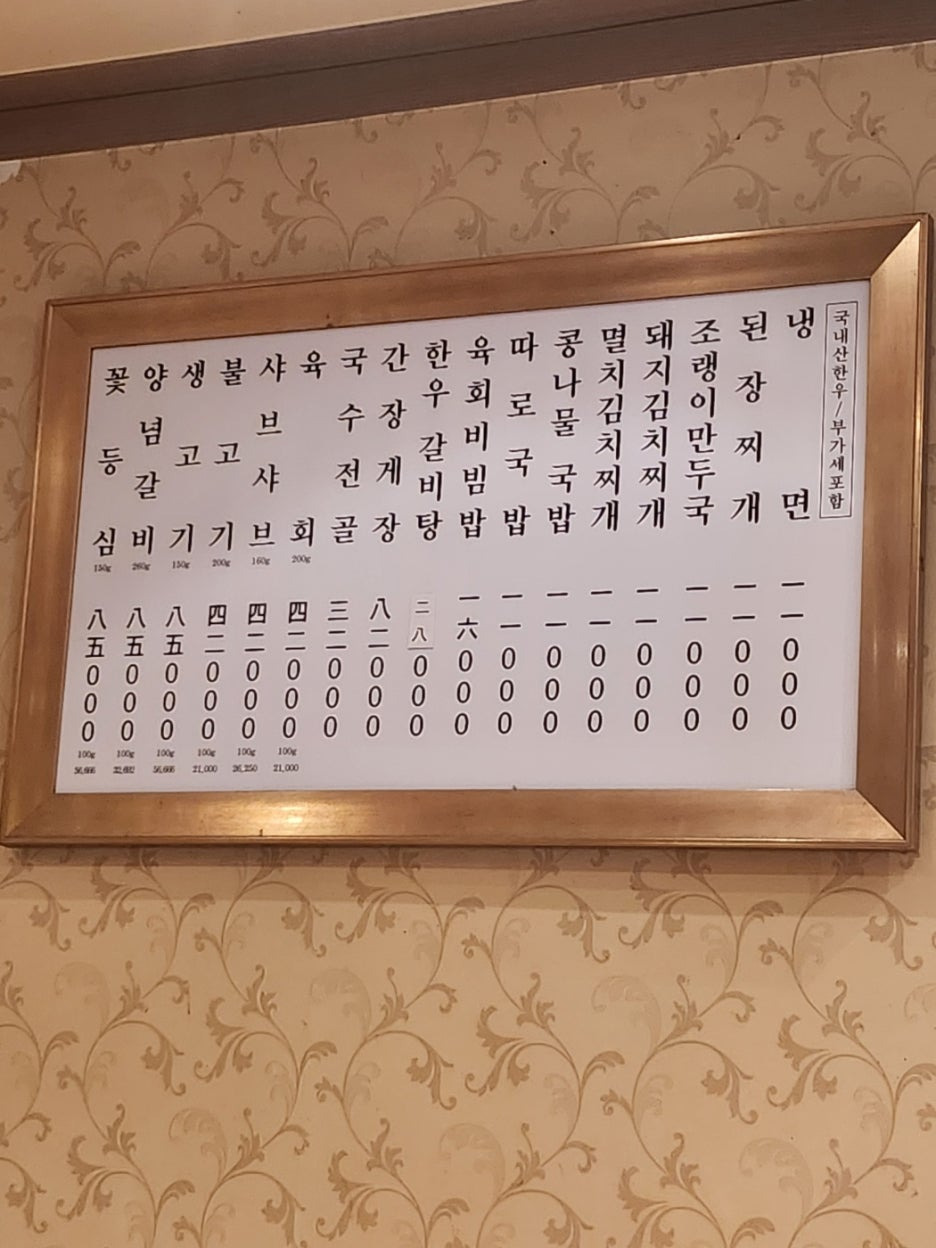 국내산한우/부가세포함
냉면 一一000
된장찌개 一一000
조랭이만두국 一一000
돼지김치찌개 一一000
멸치김치찌개 一一000
콩나물국밥 一一000
따로국밥 一一000
육회비빔밥 一六000
한우갈비탕 二八000
간장게장 八二000
국수전골 三二000
육회 200g 四二000 100g 21,000
샤브샤브 160g 四二000 100g 26,250
불고기 200g 四二000 100g 21,000
생고기 150g 八五000 100g 56,666
양념갈비 260g 八五000 100g 32,692
꽃등심 150g 八五000 100g 56,666